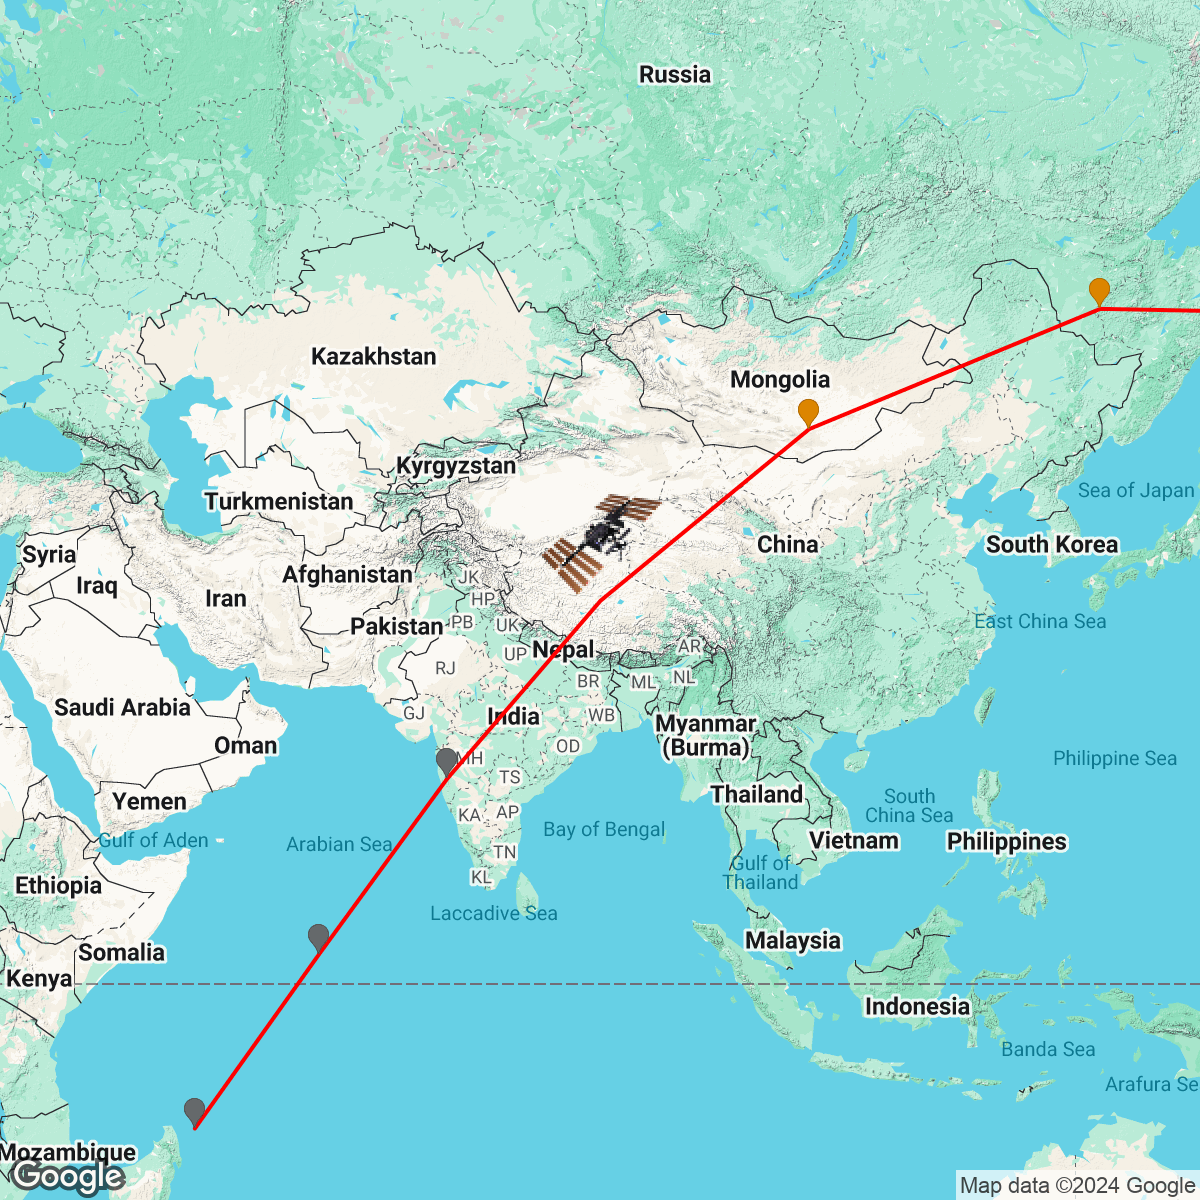 Russia
Kazakhstan
Mongolia
Kyrgyzstan
Turkmenistan
Sea of Japan
Syria
China
South Korea
Iraq
Afghanistan
JK
Iran
HP
East China Sea
Pakistan
PB
UK
Nepal
AR
UP
RJ
BR
ML
NL
Saudi Arabia
GJ
India
WB
Myanmar
(Burma)
Oman
OD
MH
Philippine Sea
TS
Yemen
Thailand
South
China Sea
KA
AP
Gulf of Aden
Arabian Sea
Bay of Bengal
Vietnam
Philippines
TN
Gulf of
Thailand
KL
Ethiopia
Laccadive Sea
Malaysia
Somalia
Kenya
Indonesia
Banda Sea
Arafura Se
Mozambique
Google
Map data ©2024 Google